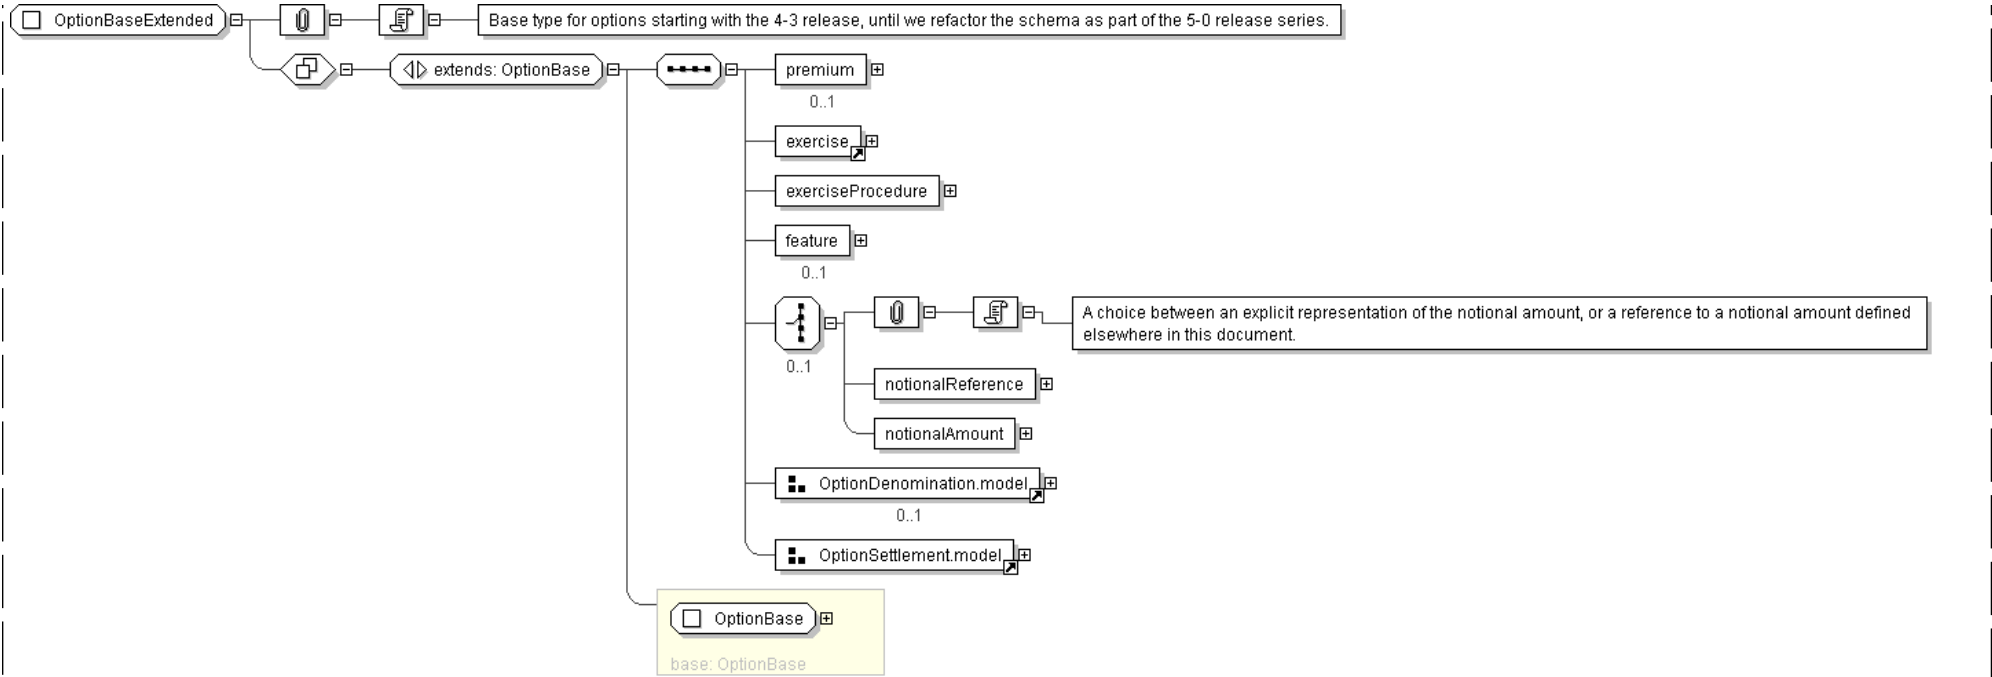 OptionBaseExtended
Base type for options starting with the 4-3 release, until we refactor the schema as part of the 5-0 release series.
extends: OptionBase
premium
0..1
exercise
exerciseProcedure
feature
0..1
A choice between an explicit representation of the notional amount, or a reference to a notional amount defined
elsewhere in this document.
0..1
notionalReference
notionalAmount
OptionDenomination.model
0..1
OptionSettlement.model
OptionBase
base: OptionBase